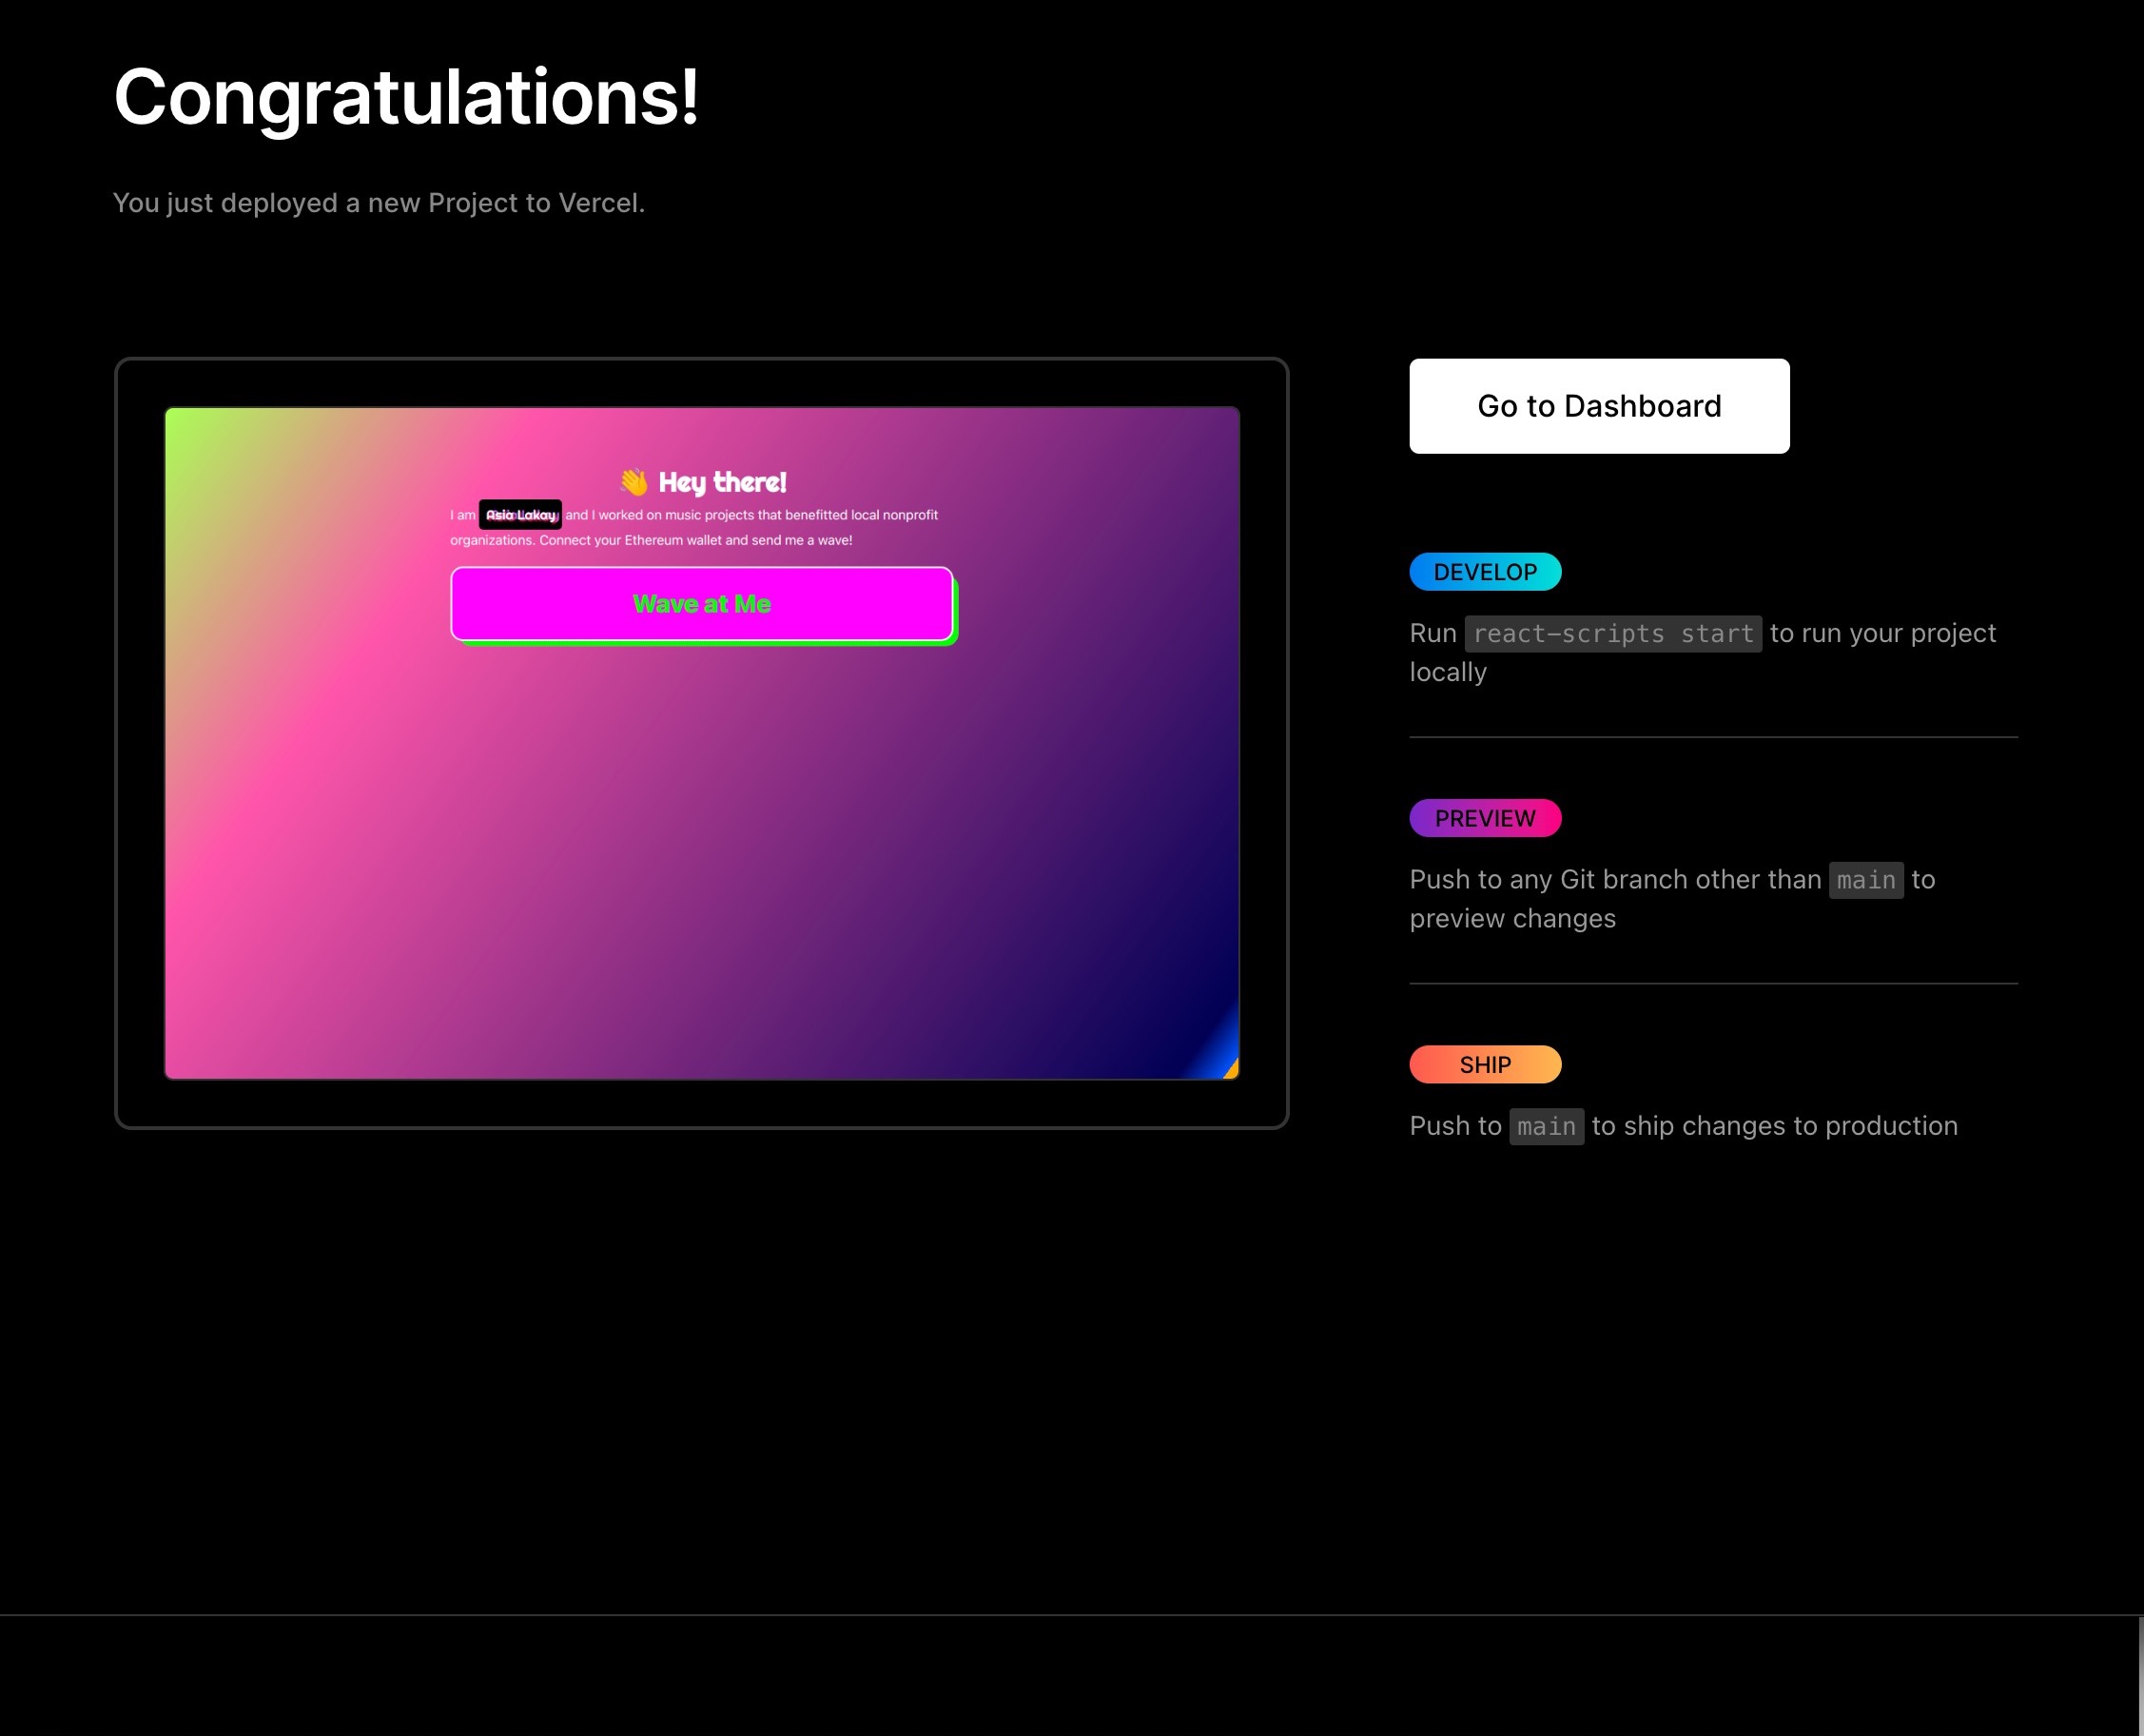 Congratulations!
You just deployed a new Project to Vercel.
👋 Hey there!
I am Asia Lakay and I worked on music projects that benefitted local nonprofit
organizations. Connect your Ethereum wallet and send me a wave!
Wave at Me
Go to Dashboard
DEVELOP
Run react-scripts start to run your project
locally
PREVIEW
Push to any Git branch other than main to
preview changes
SHIP
Push to main to ship changes to production